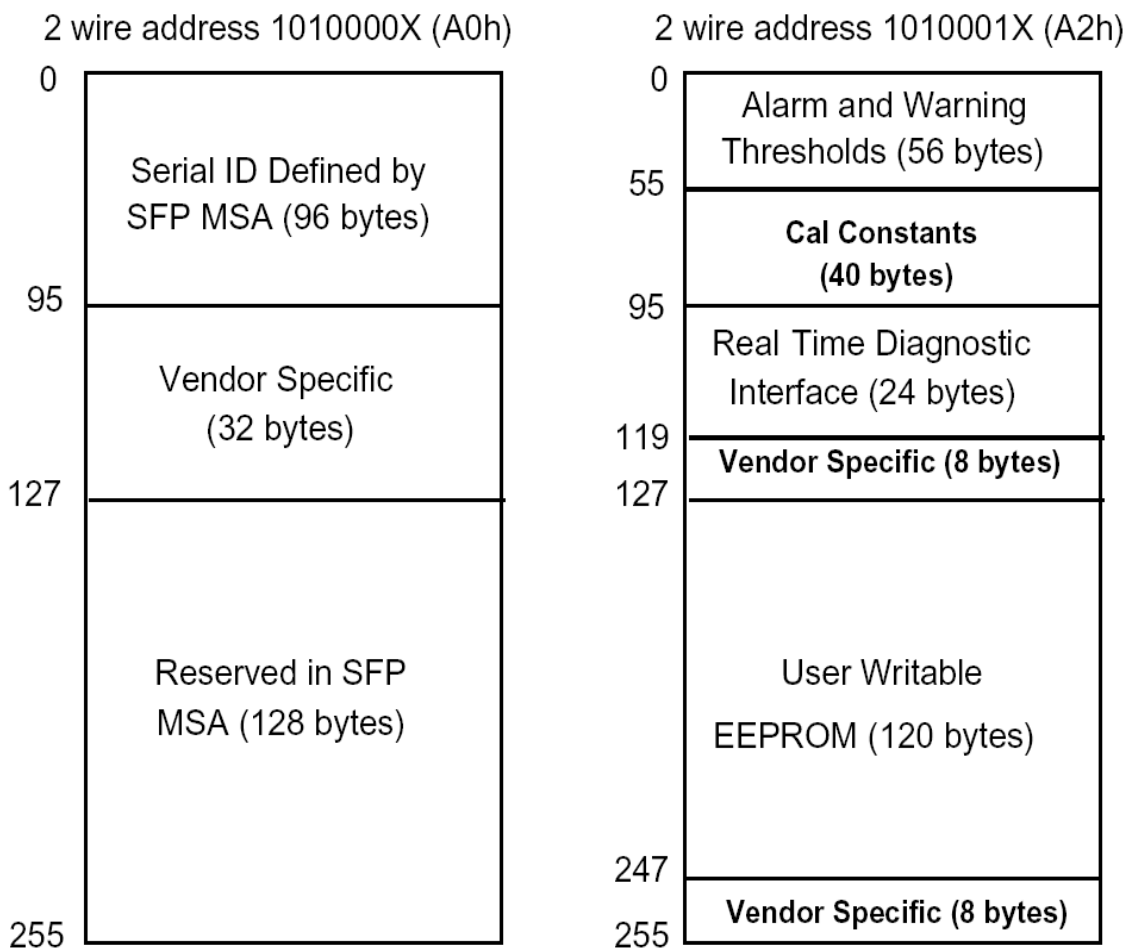 2 wire address 1010000X (A0h)
0
Serial ID Defined by
SFP MSA (96 bytes)
95
Vendor Specific
(32 bytes)
127
Reserved in SFP
MSA (128 bytes)
255
2 wire address 1010001X (A2h)
0
Alarm and Warning
Thresholds (56 bytes)
55
Cal Constants
(40 bytes)
95
Real Time Diagnostic
Interface (24 bytes)
119
Vendor Specific (8 bytes)
127
User Writable
EEPROM (120 bytes)
247
Vendor Specific (8 bytes)
255